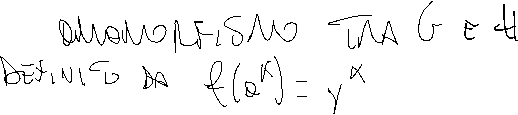 OMOMORFISMO TRA G E H
DEFINITO DA f(a^k) = y^k